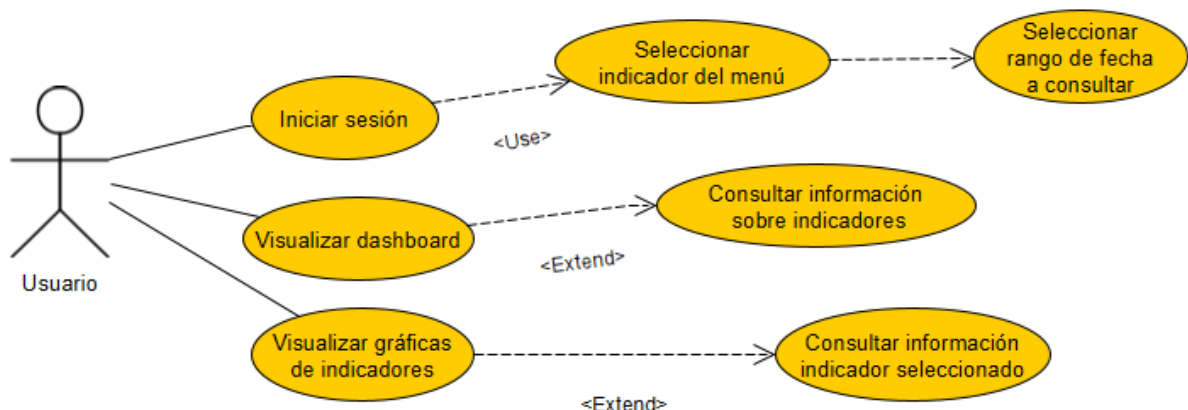 Seleccionar
indicador del menú
Seleccionar
rango de fecha
a consultar
Iniciar sesión
<Use>
Consultar información
sobre indicadores
Visualizar dashboard
<Extend>
Usuario
Visualizar gráficas
de indicadores
Consultar información
indicador seleccionado
<Extend>